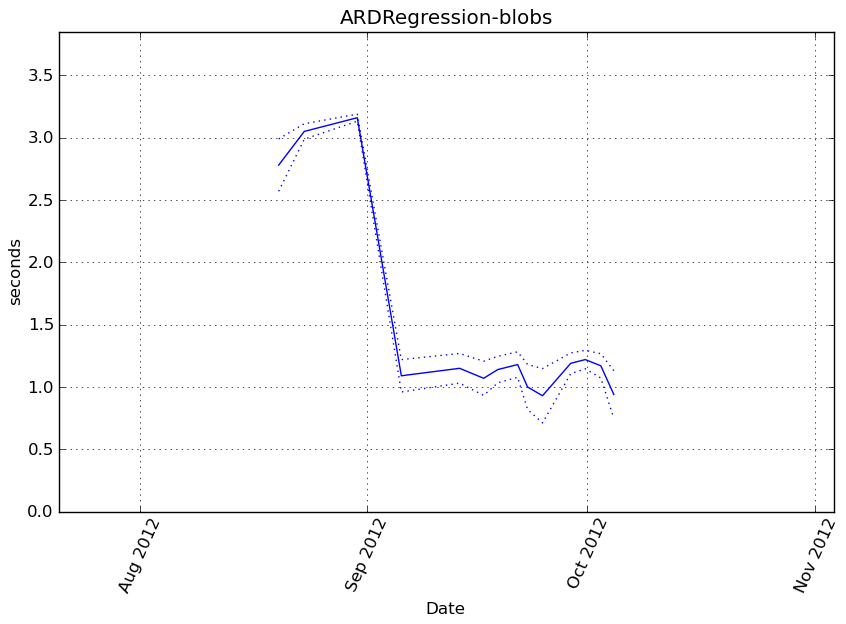 ARDRegression-blobs
3.5
3.0
2.5
2.0
1.5
1.0
0.5
0.0
seconds
Aug 2012
Sep 2012
Oct 2012
Nov 2012
Date